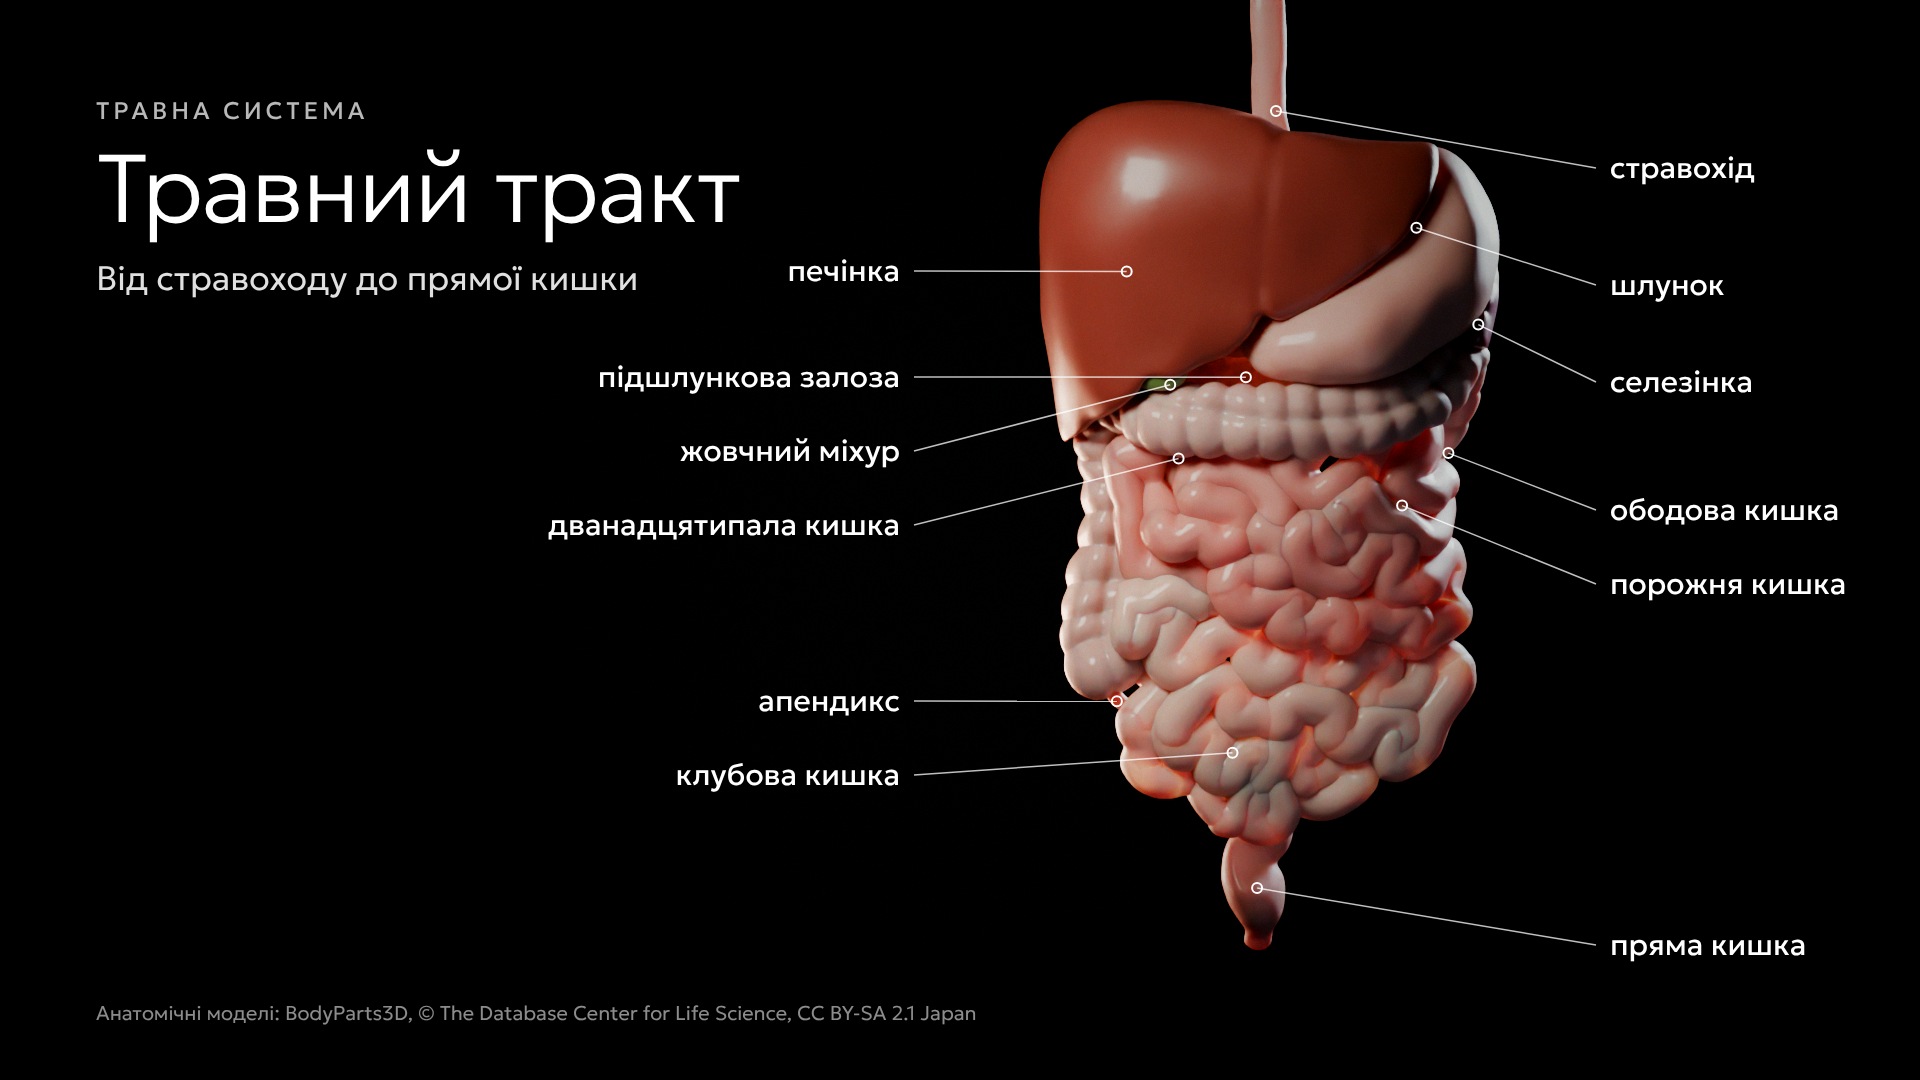 ТРАВНА СИСТЕМА
Травний тракт
Від стравоходу до прямої кишки
печінка
підшлункова залоза
жовчний міхур
дванадцятипала кишка
апендикс
клубова кишка
стравохід
шлунок
селезінка
ободова кишка
порожня кишка
пряма кишка
Анатомічні моделі: BodyParts3D, © The Database Center for Life Science, CC BY-SA 2.1 Japan